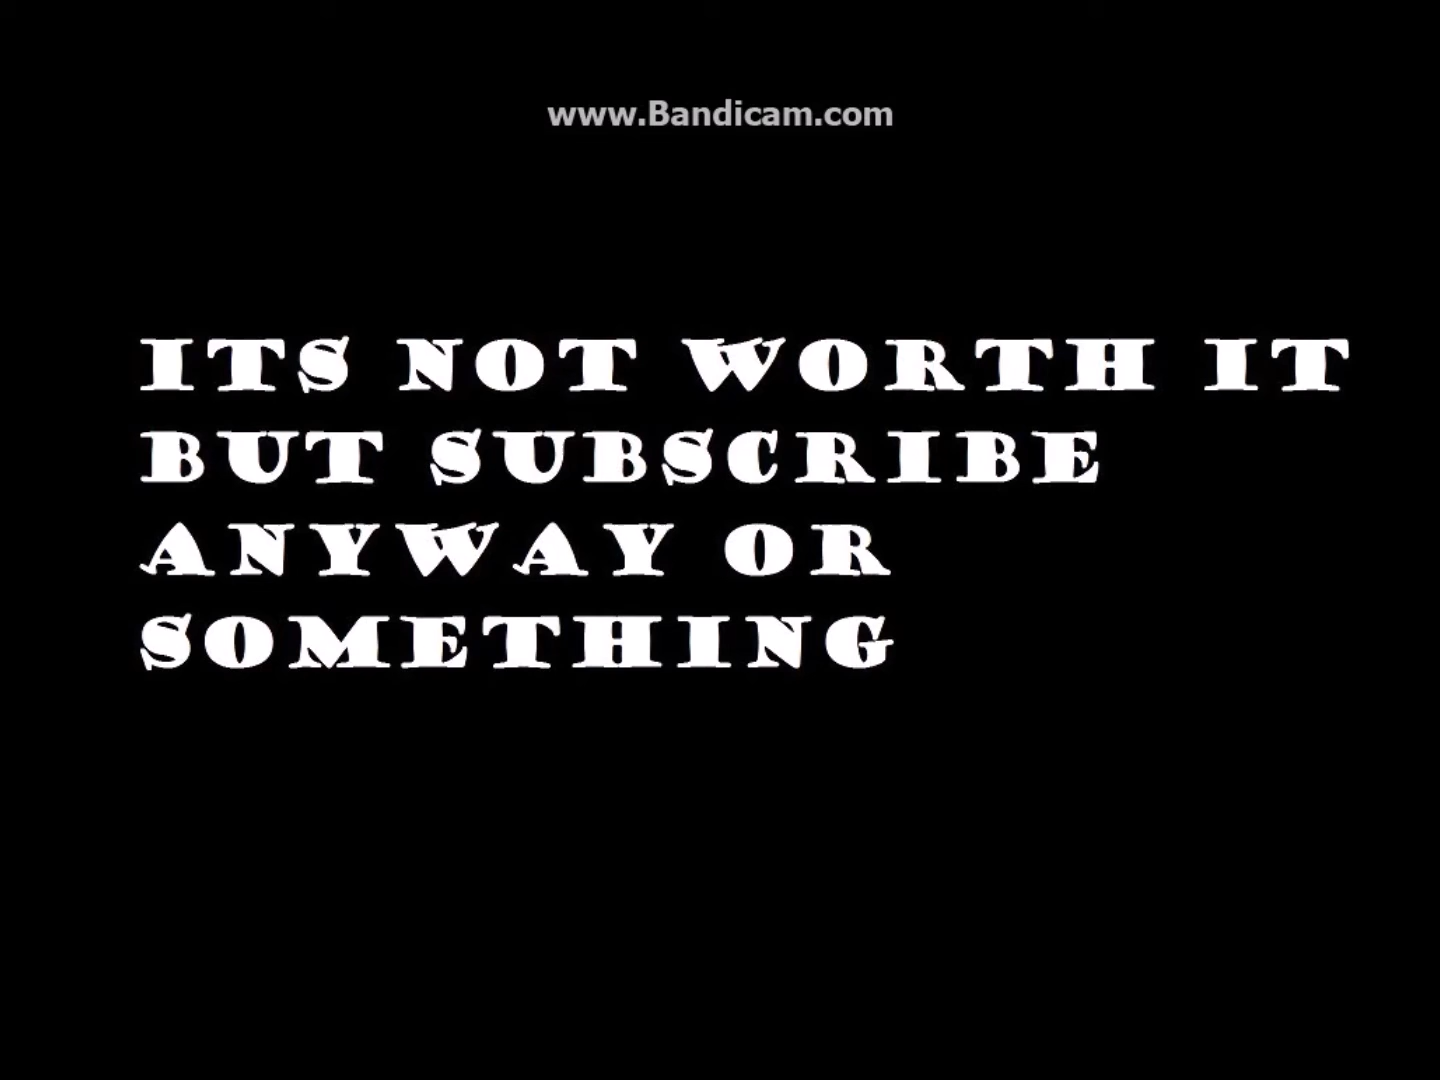 www.Bandicam.com
ITS NOT WORTH IT
BUT SUBSCRIBE
ANYWAY OR
SOMETHING